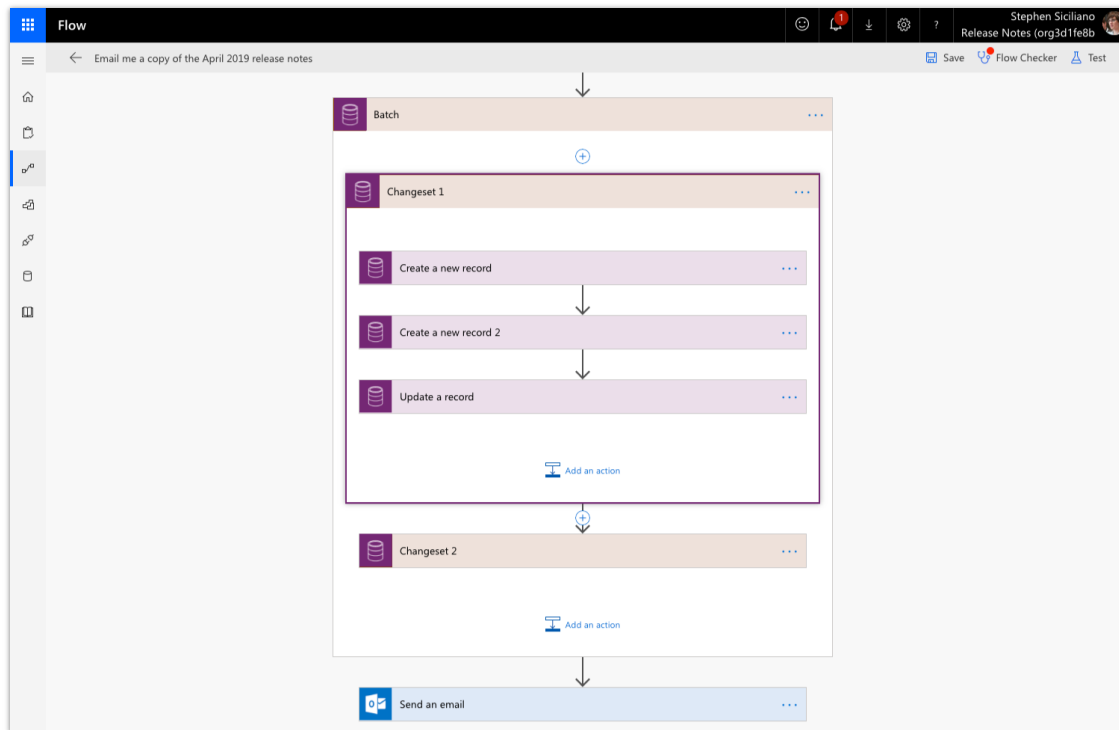 Flow
1
?
Stephen Siciliano
Release Notes (org3d1fe8b
Email me a copy of the April 2019 release notes
Save
Flow Checker
Test
Batch
Changeset 1
Create a new record
Create a new record 2
Update a record
Add an action
Changeset 2
Add an action
Send an email